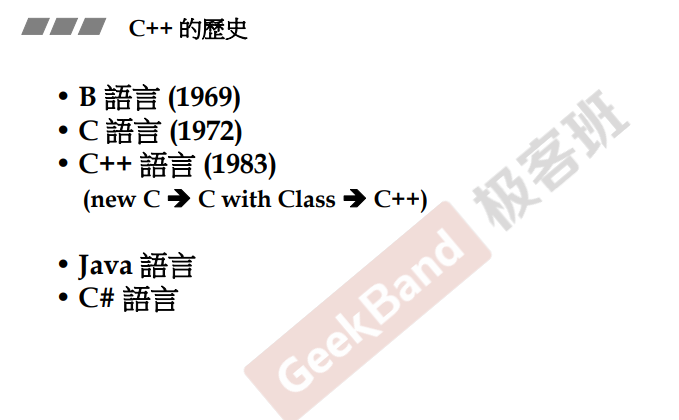 C++ 的歷史
• B 語言 (1969)
• C 語言 (1972)
• C++ 語言 (1983)
(new C ➔ C with Class ➔ C++)
• Java 語言
• C# 語言
GeekBand 极客班